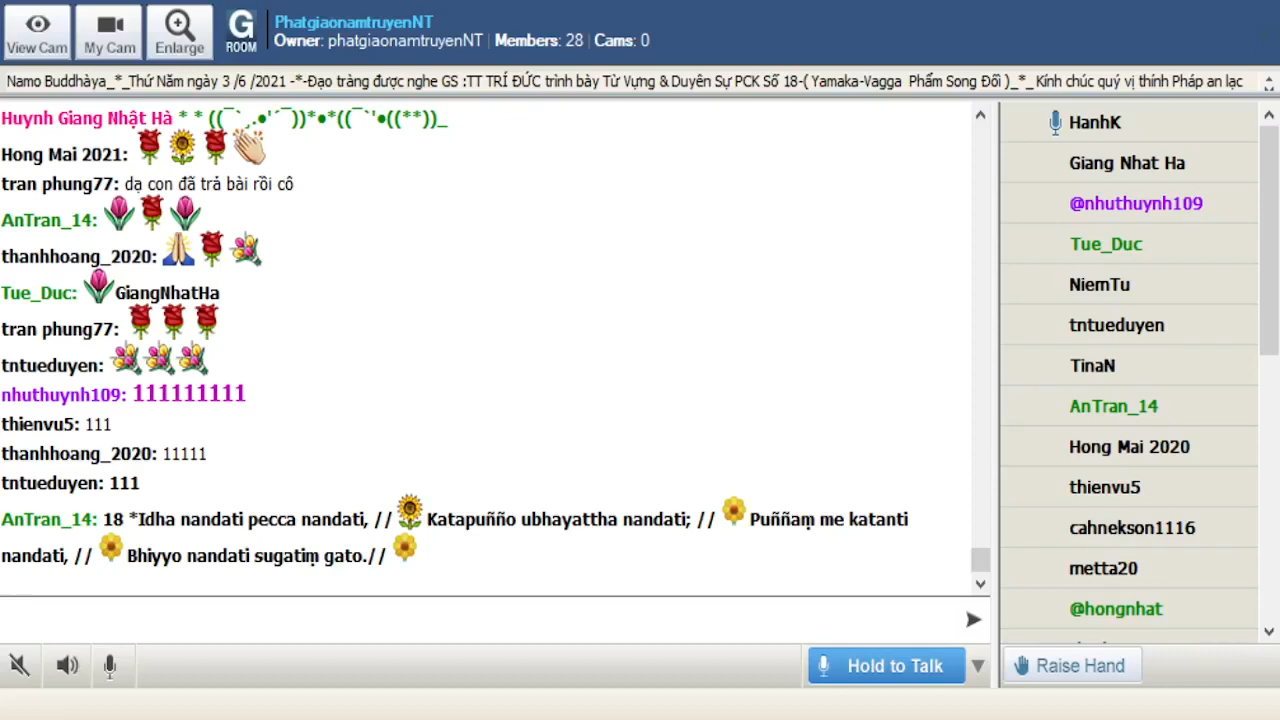 View Cam
My Cam
Enlarge
G
ROOM
PhatgiaonamtruyenNT
Owner: phatgiaonamtruyenNT | Members: 28 | Cams: 0
Namo Buddhàya_*_Thứ Năm ngày 3 /6 /2021 -*-Đạo tràng được nghe GS :TT TRÍ ĐỨC trình bày Từ Vựng & Duyên Sự PCK Số 18-( Yamaka-Vagga Phẩm Song Đối )_*_Kính chúc quý vị thính Pháp an lạc
Huynh Giang Nhật Hà * * ((¯`¸.●'´¯))*●*((¯`'●((**))_
Hong Mai 2021:
tran phung77: dạ con đã trả bài rồi cô
AnTran_14:
thanhhoang_2020:
Tue_Duc: GiangNhatHa
tran phung77:
tntueduyen:
nhuthuynh109: 111111111
thienvu5: 111
thanhhoang_2020: 11111
tntueduyen: 111
AnTran_14: 18 *Idha nandati pecca nandati, // Katapuñño ubhayattha nandati; // Puññaṃ me katanti
nandati, // Bhiyyo nandati sugatiṃ gato.//
Hold to Talk
HanhK
Giang Nhat Ha
@nhuthuynh109
Tue_Duc
NiemTu
tntueduyen
TinaN
AnTran_14
Hong Mai 2020
thienvu5
cahnekson1116
metta20
@hongnhat
Raise Hand